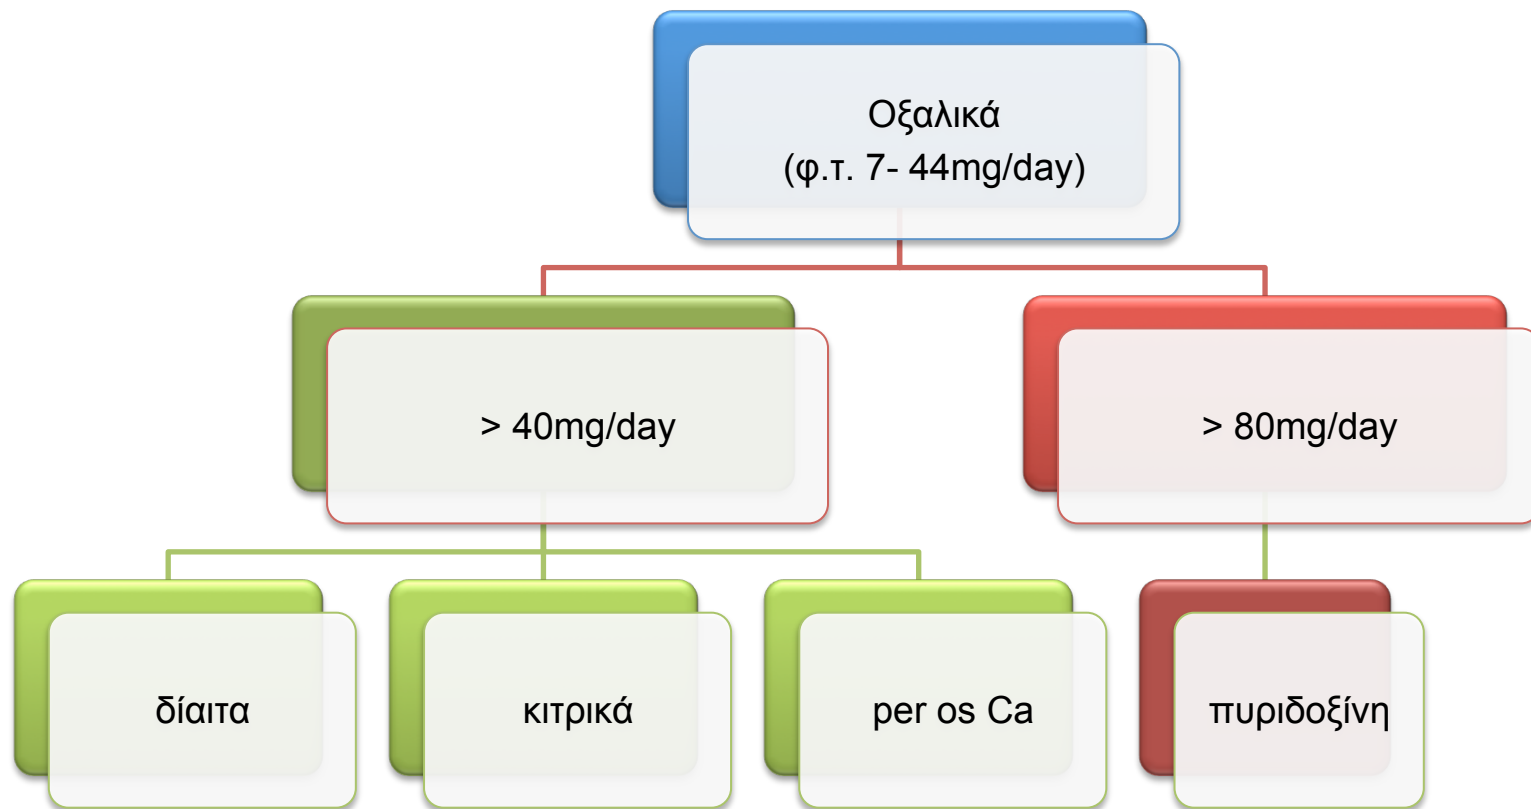 Οξαλικά
(φ.τ. 7- 44mg/day)
> 40mg/day
> 80mg/day
δίαιτα
κιτρικά
per os Ca
πυριδοξίνη